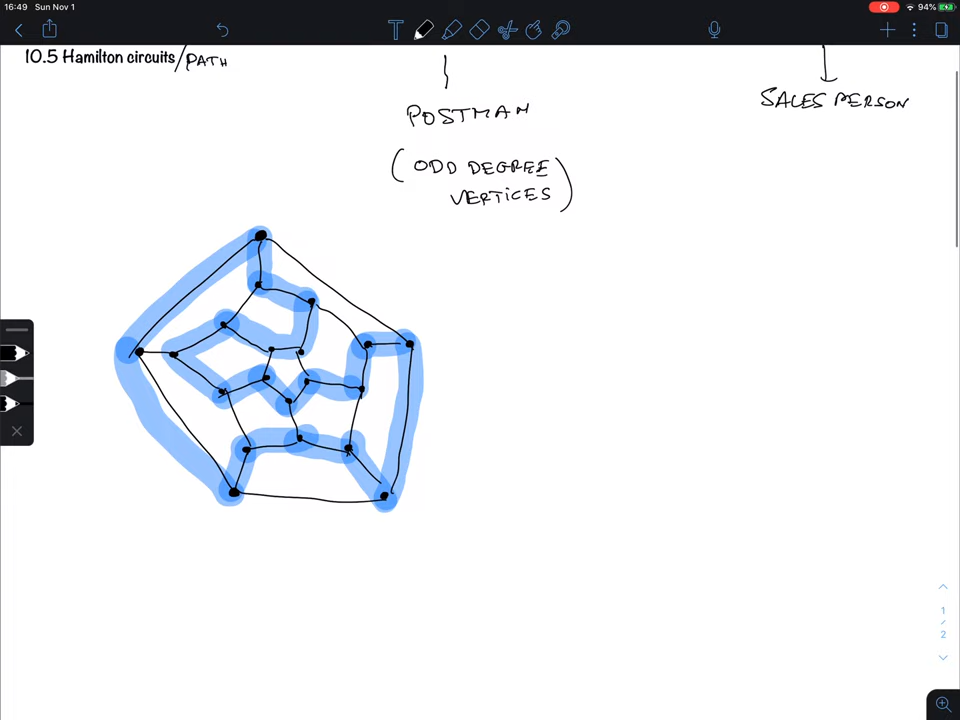 16:49 Sun Nov 1
94%
T
10.5 Hamilton circuits/PATH
POSTMAN
SALES PERSON
(ODD DEGREE
VERTICES)
1
/
2